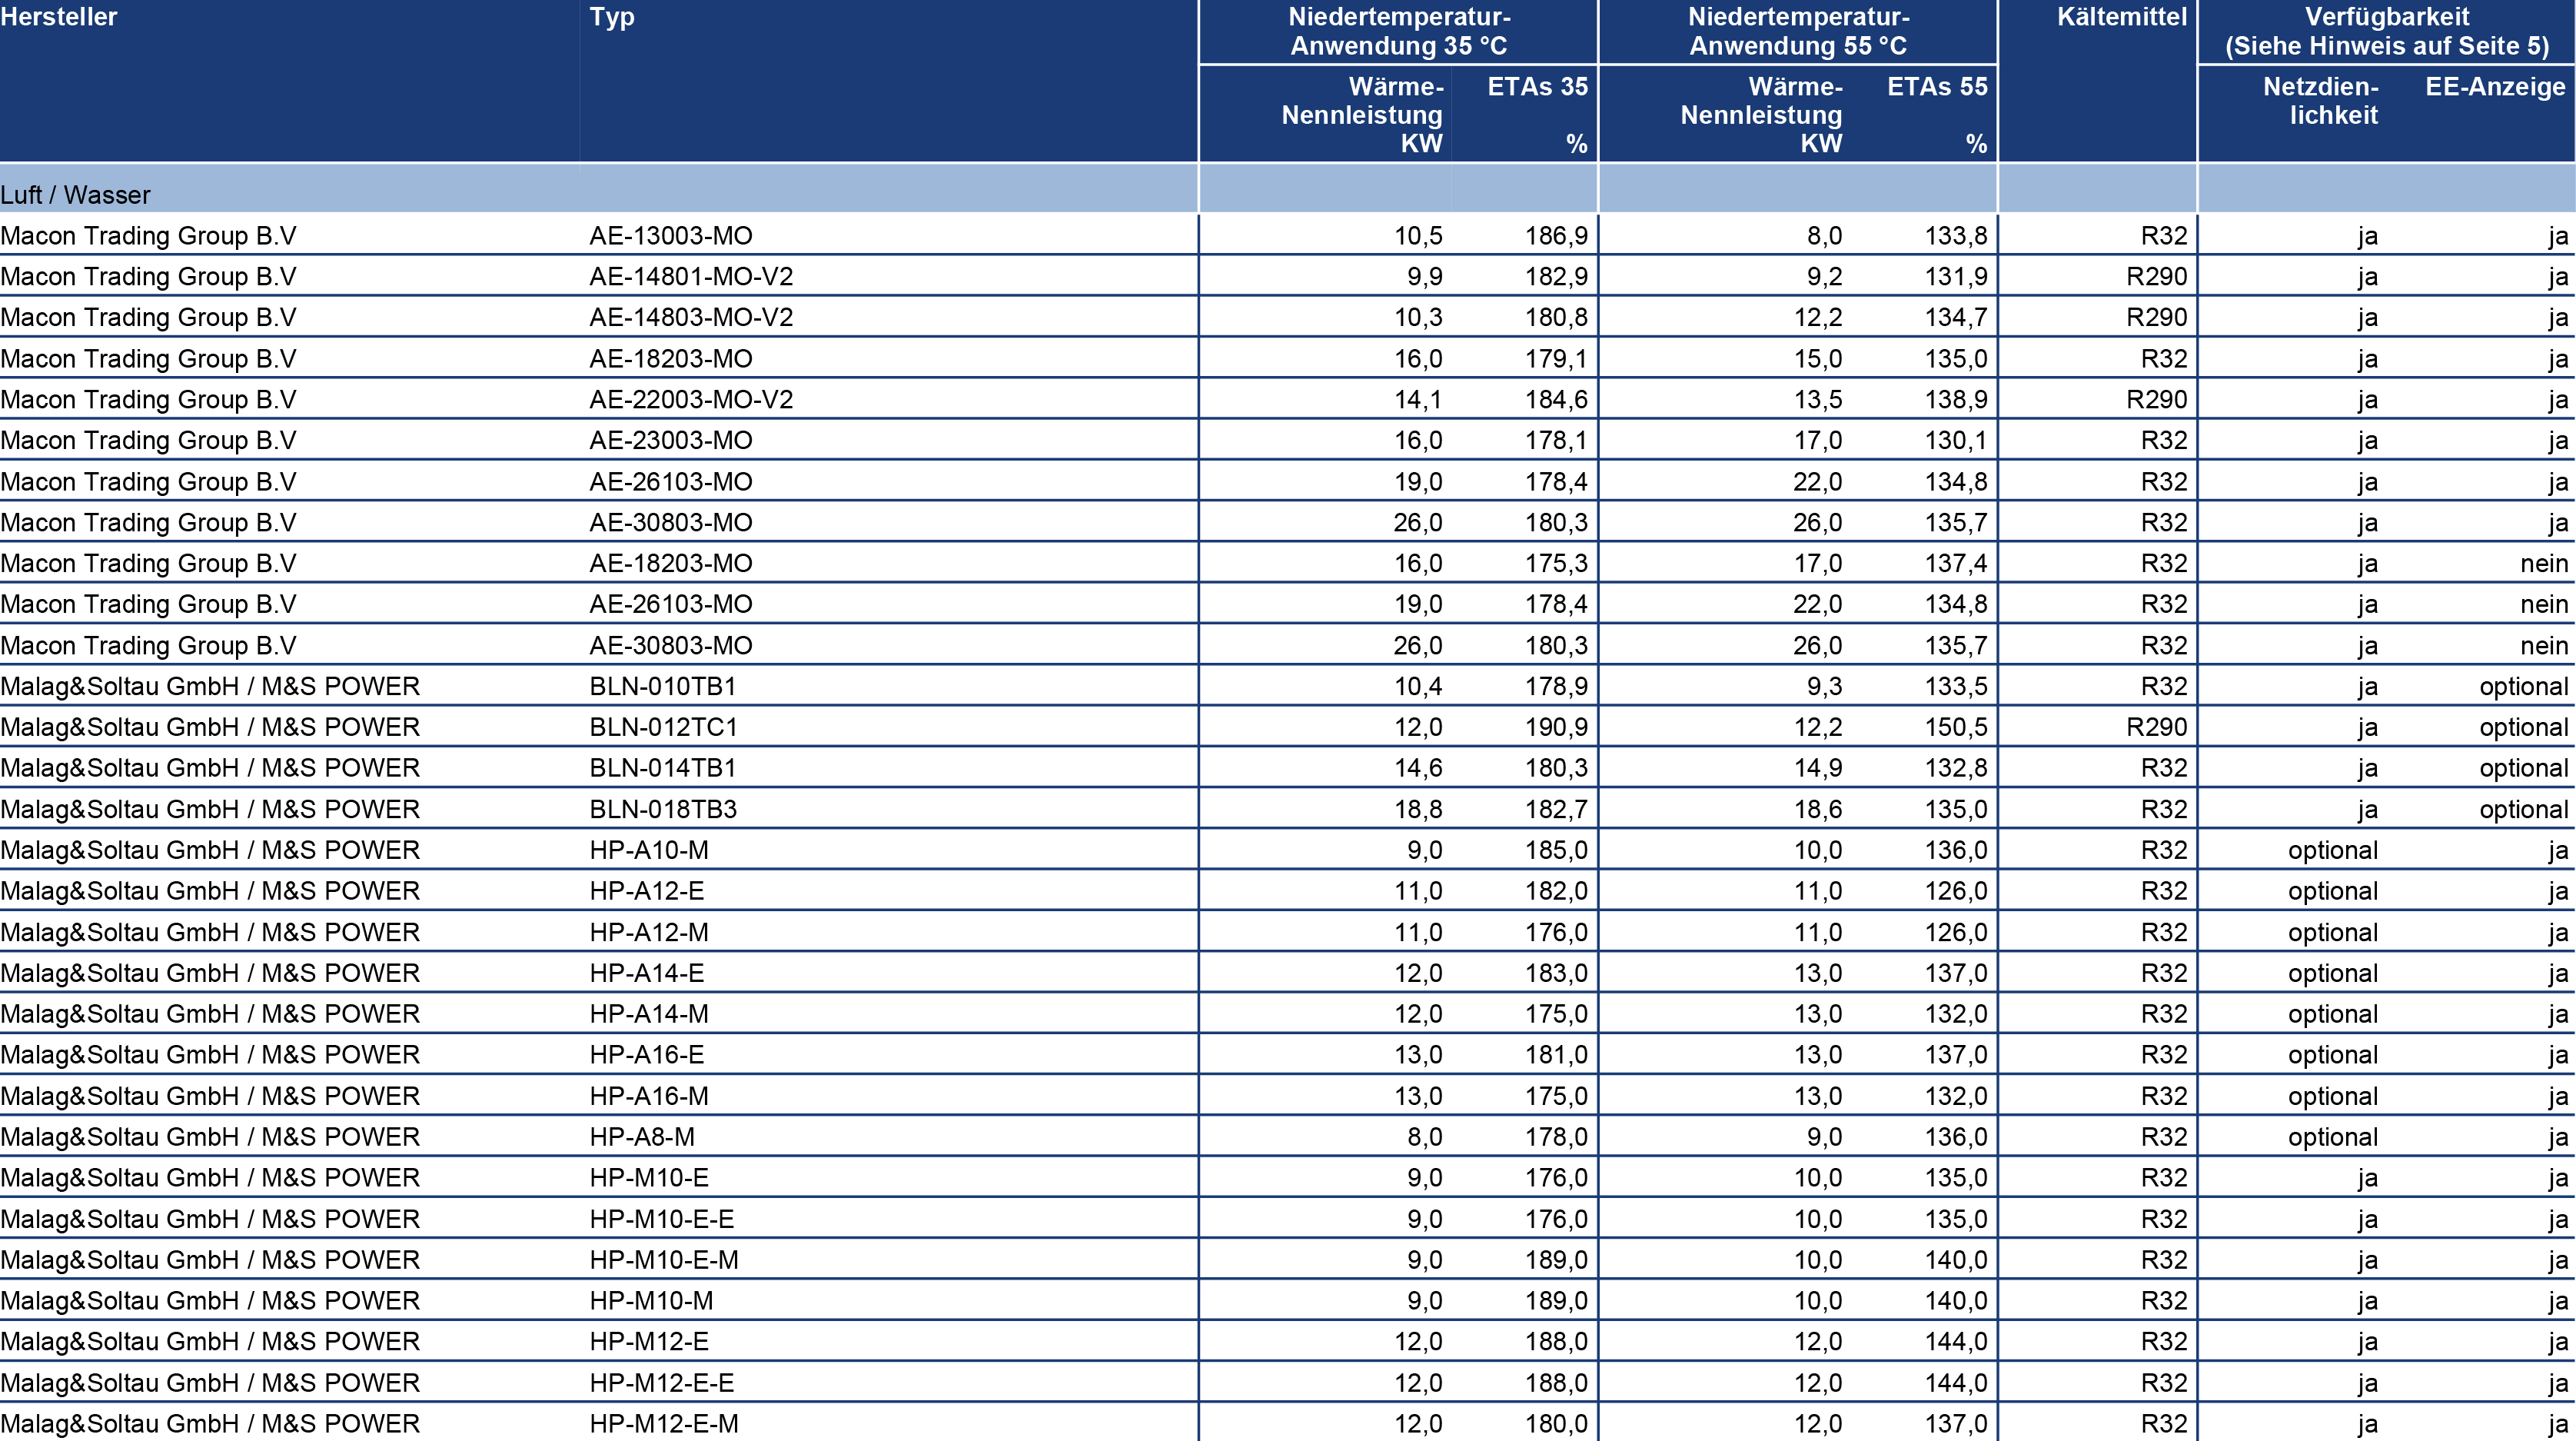 Hersteller Typ Niedertemperatur- Niedertemperatur- Kältemittel Verfügbarkeit
Anwendung 35 °C Anwendung 55 °C (Siehe Hinweis auf Seite 5)
Wärme- ETAs 35 Wärme- ETAs 55 Netzdien- EE-Anzeige
Nennleistung Nennleistung lichkeit
KW % KW %
Luft / Wasser
Macon Trading Group B.V AE-13003-MO 10,5 186,9 8,0 133,8 R32 ja ja
Macon Trading Group B.V AE-14801-MO-V2 9,9 182,9 9,2 131,9 R290 ja ja
Macon Trading Group B.V AE-14803-MO-V2 10,3 180,8 12,2 134,7 R290 ja ja
Macon Trading Group B.V AE-18203-MO 16,0 179,1 15,0 135,0 R32 ja ja
Macon Trading Group B.V AE-22003-MO-V2 14,1 184,6 13,5 138,9 R290 ja ja
Macon Trading Group B.V AE-23003-MO 16,0 178,1 17,0 130,1 R32 ja ja
Macon Trading Group B.V AE-26103-MO 19,0 178,4 22,0 134,8 R32 ja ja
Macon Trading Group B.V AE-30803-MO 26,0 180,3 26,0 135,7 R32 ja ja
Macon Trading Group B.V AE-18203-MO 16,0 175,3 17,0 137,4 R32 ja nein
Macon Trading Group B.V AE-26103-MO 19,0 178,4 22,0 134,8 R32 ja nein
Macon Trading Group B.V AE-30803-MO 26,0 180,3 26,0 135,7 R32 ja nein
Malag&Soltau GmbH / M&S POWER BLN-010TB1 10,4 178,9 9,3 133,5 R32 ja optional
Malag&Soltau GmbH / M&S POWER BLN-012TC1 12,0 190,9 12,2 150,5 R290 ja optional
Malag&Soltau GmbH / M&S POWER BLN-014TB1 14,6 180,3 14,9 132,8 R32 ja optional
Malag&Soltau GmbH / M&S POWER BLN-018TB3 18,8 182,7 18,6 135,0 R32 ja optional
Malag&Soltau GmbH / M&S POWER HP-A10-M 9,0 185,0 10,0 136,0 R32 optional ja
Malag&Soltau GmbH / M&S POWER HP-A12-E 11,0 182,0 11,0 126,0 R32 optional ja
Malag&Soltau GmbH / M&S POWER HP-A12-M 11,0 176,0 11,0 126,0 R32 optional ja
Malag&Soltau GmbH / M&S POWER HP-A14-E 12,0 183,0 13,0 137,0 R32 optional ja
Malag&Soltau GmbH / M&S POWER HP-A14-M 12,0 175,0 13,0 132,0 R32 optional ja
Malag&Soltau GmbH / M&S POWER HP-A16-E 13,0 181,0 13,0 137,0 R32 optional ja
Malag&Soltau GmbH / M&S POWER HP-A16-M 13,0 175,0 13,0 132,0 R32 optional ja
Malag&Soltau GmbH / M&S POWER HP-A8-M 8,0 178,0 9,0 136,0 R32 optional ja
Malag&Soltau GmbH / M&S POWER HP-M10-E 9,0 176,0 10,0 135,0 R32 ja ja
Malag&Soltau GmbH / M&S POWER HP-M10-E-E 9,0 176,0 10,0 135,0 R32 ja ja
Malag&Soltau GmbH / M&S POWER HP-M10-E-M 9,0 189,0 10,0 140,0 R32 ja ja
Malag&Soltau GmbH / M&S POWER HP-M10-M 9,0 189,0 10,0 140,0 R32 ja ja
Malag&Soltau GmbH / M&S POWER HP-M12-E 12,0 188,0 12,0 144,0 R32 ja ja
Malag&Soltau GmbH / M&S POWER HP-M12-E-E 12,0 188,0 12,0 144,0 R32 ja ja
Malag&Soltau GmbH / M&S POWER HP-M12-E-M 12,0 180,0 12,0 137,0 R32 ja ja